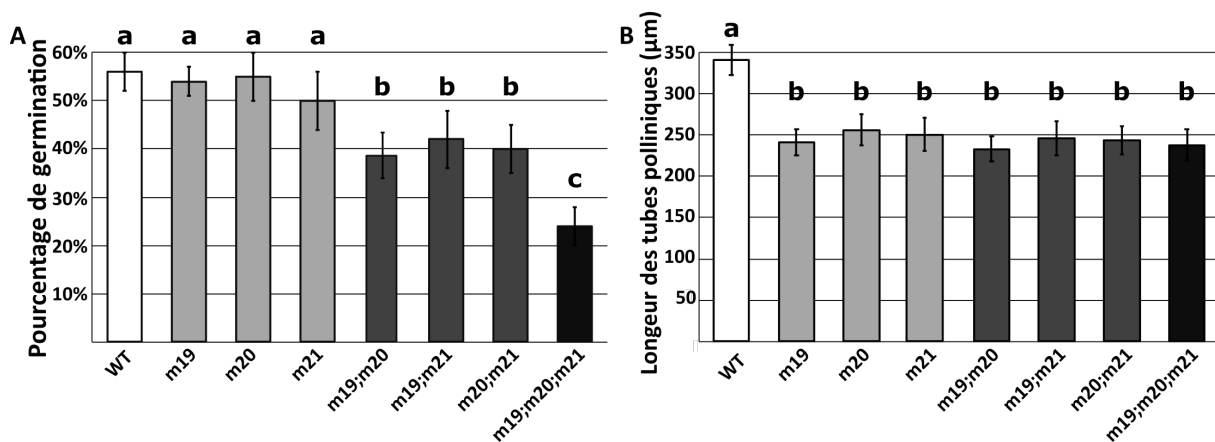 A
Pourcentage de germination
60%
50%
40%
30%
20%
10%
a
a
a
a
b
b
b
c
WT
m19
m20
m21
m19;m20
m19;m21
m20;m21
m19;m20;m21
B
Longeur des tubes polliniques (µm)
350
300
250
200
150
100
50
a
b
b
b
b
b
b
b
WT
m19
m20
m21
m19;m20
m19;m21
m20;m21
m19;m20;m21